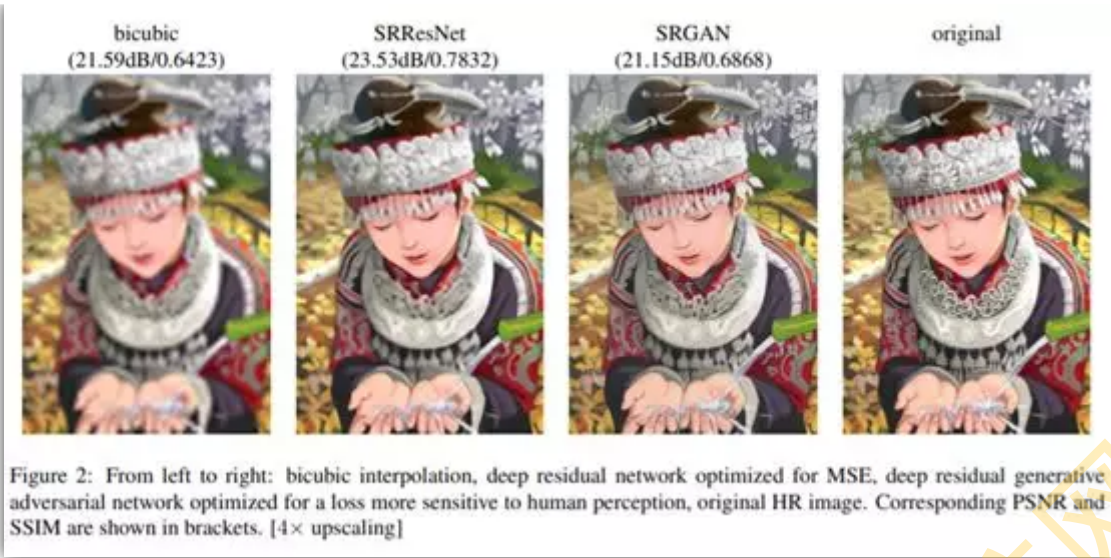 bicubic
(21.59dB/0.6423)
SRResNet
(23.53dB/0.7832)
SRGAN
(21.15dB/0.6868)
original
Figure 2: From left to right: bicubic interpolation, deep residual network optimized for MSE, deep residual generative
adversarial network optimized for a loss more sensitive to human perception, original HR image. Corresponding PSNR and
SSIM are shown in brackets. [4× upscaling]